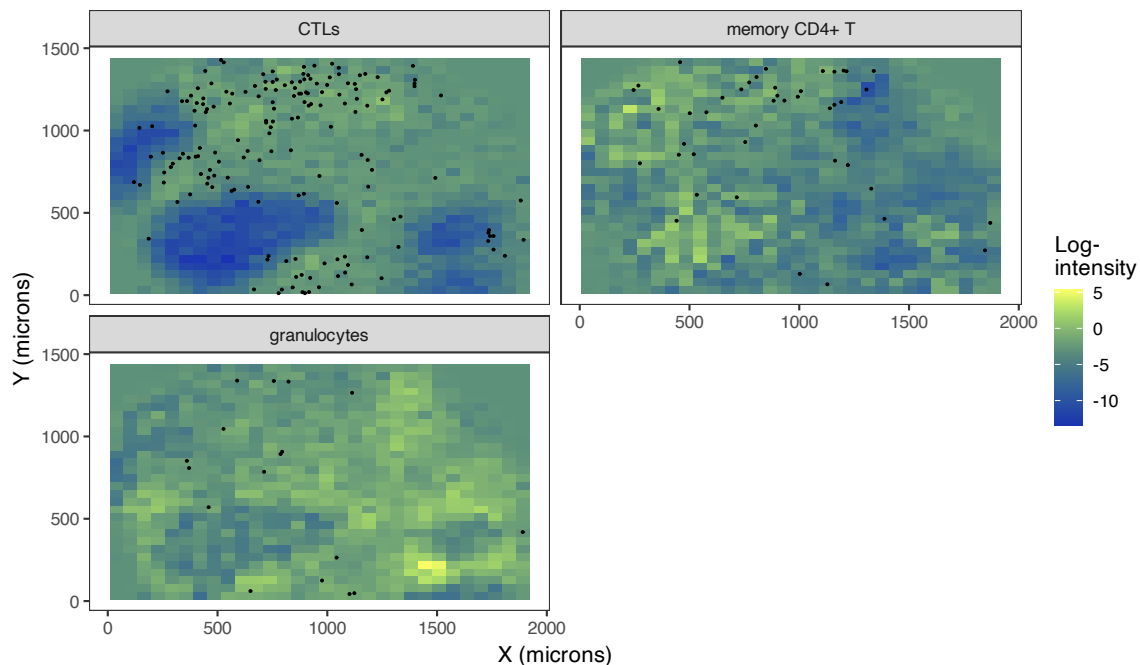 CTLs
memory CD4+ T
1500
1000
500
0
0 500 1000 1500 2000
granulocytes
1500
1000
500
0
0 500 1000 1500 2000
X (microns)
Y (microns)
Log-
intensity
5
0
-5
-10